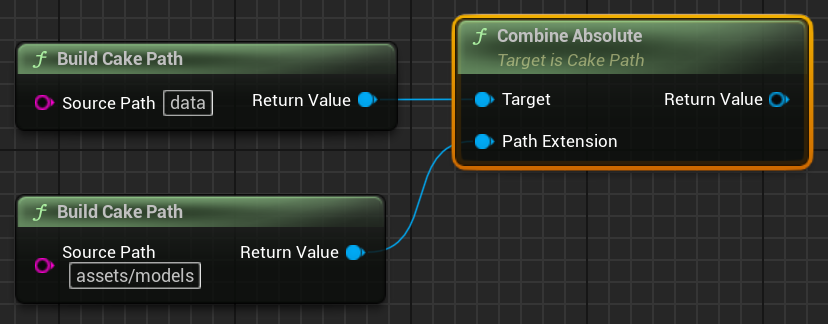 f Build Cake Path
Source Path data Return Value
f Build Cake Path
Source Path Return Value
assets/models
f Combine Absolute
Target is Cake Path
Target Return Value
Path Extension